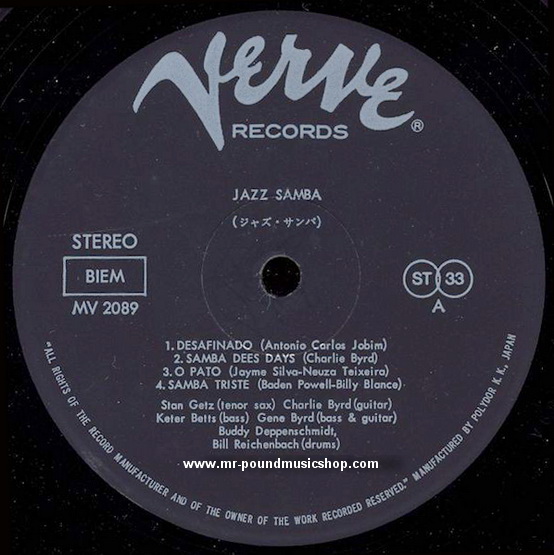 Verve
RECORDS ®
JAZZ SAMBA
(ジャズ・サンバ)
STEREO
BIEM
MV 2089
ST 33
A
1. DESAFINADO (Antonio Carlos Jobim)
2. SAMBA DEES DAYS (Charlie Byrd)
3. O PATO (Jayme Silva-Neuza Teixeira)
4. SAMBA TRISTE (Baden Powell-Billy Blance)
Stan Getz (tenor sax) Charlie Byrd (guitar)
Keter Betts (bass) Gene Byrd (bass & guitar)
Buddy Deppenschmidt,
Bill Reichenbach (drums)
www.mr-poundmusicshop.com
"ALL RIGHTS OF THE RECORD MANUFACTURER AND OF THE OWNER OF THE WORK RECORDED RESERVED." MANUFACTURED BY POLYDOR K. K., JAPAN